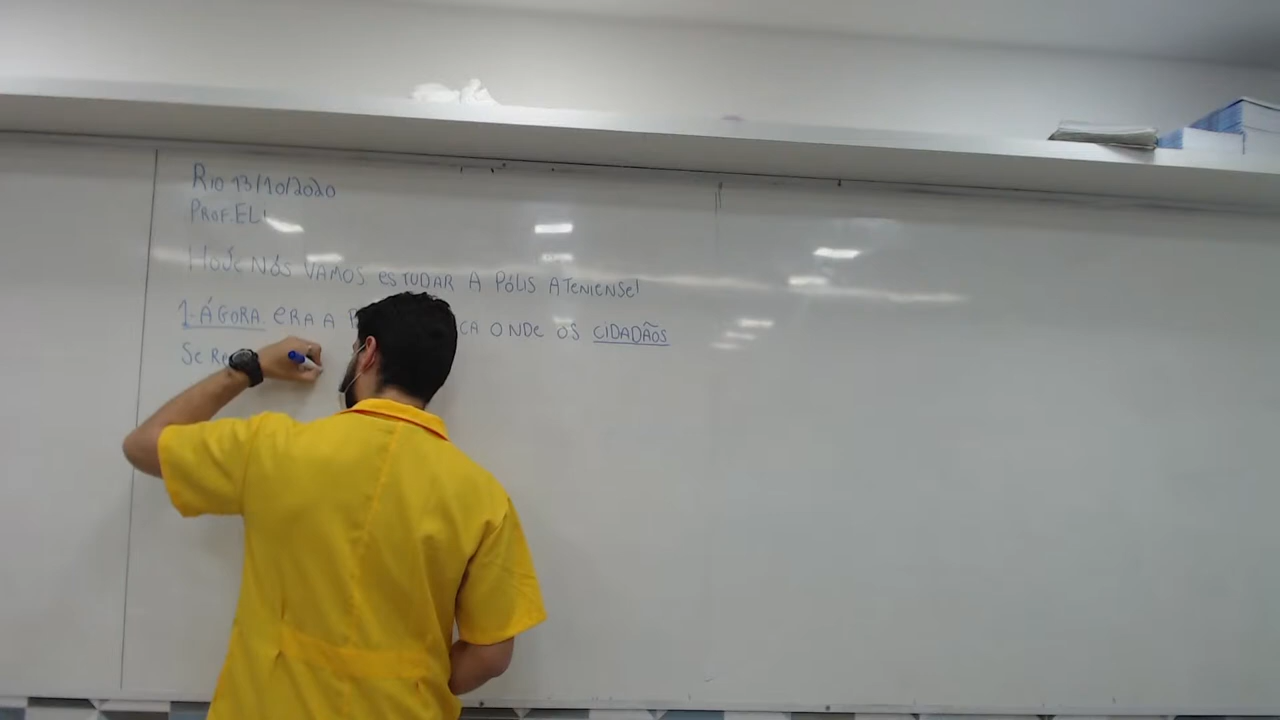 Rio 13/10/2020
PROF. ELI
HOJE NÓS VAMOS ESTUDAR A PÓLIS ATENIENSE!
1-ÁGORA ERA A ONDE OS CIDADÃOS
SE